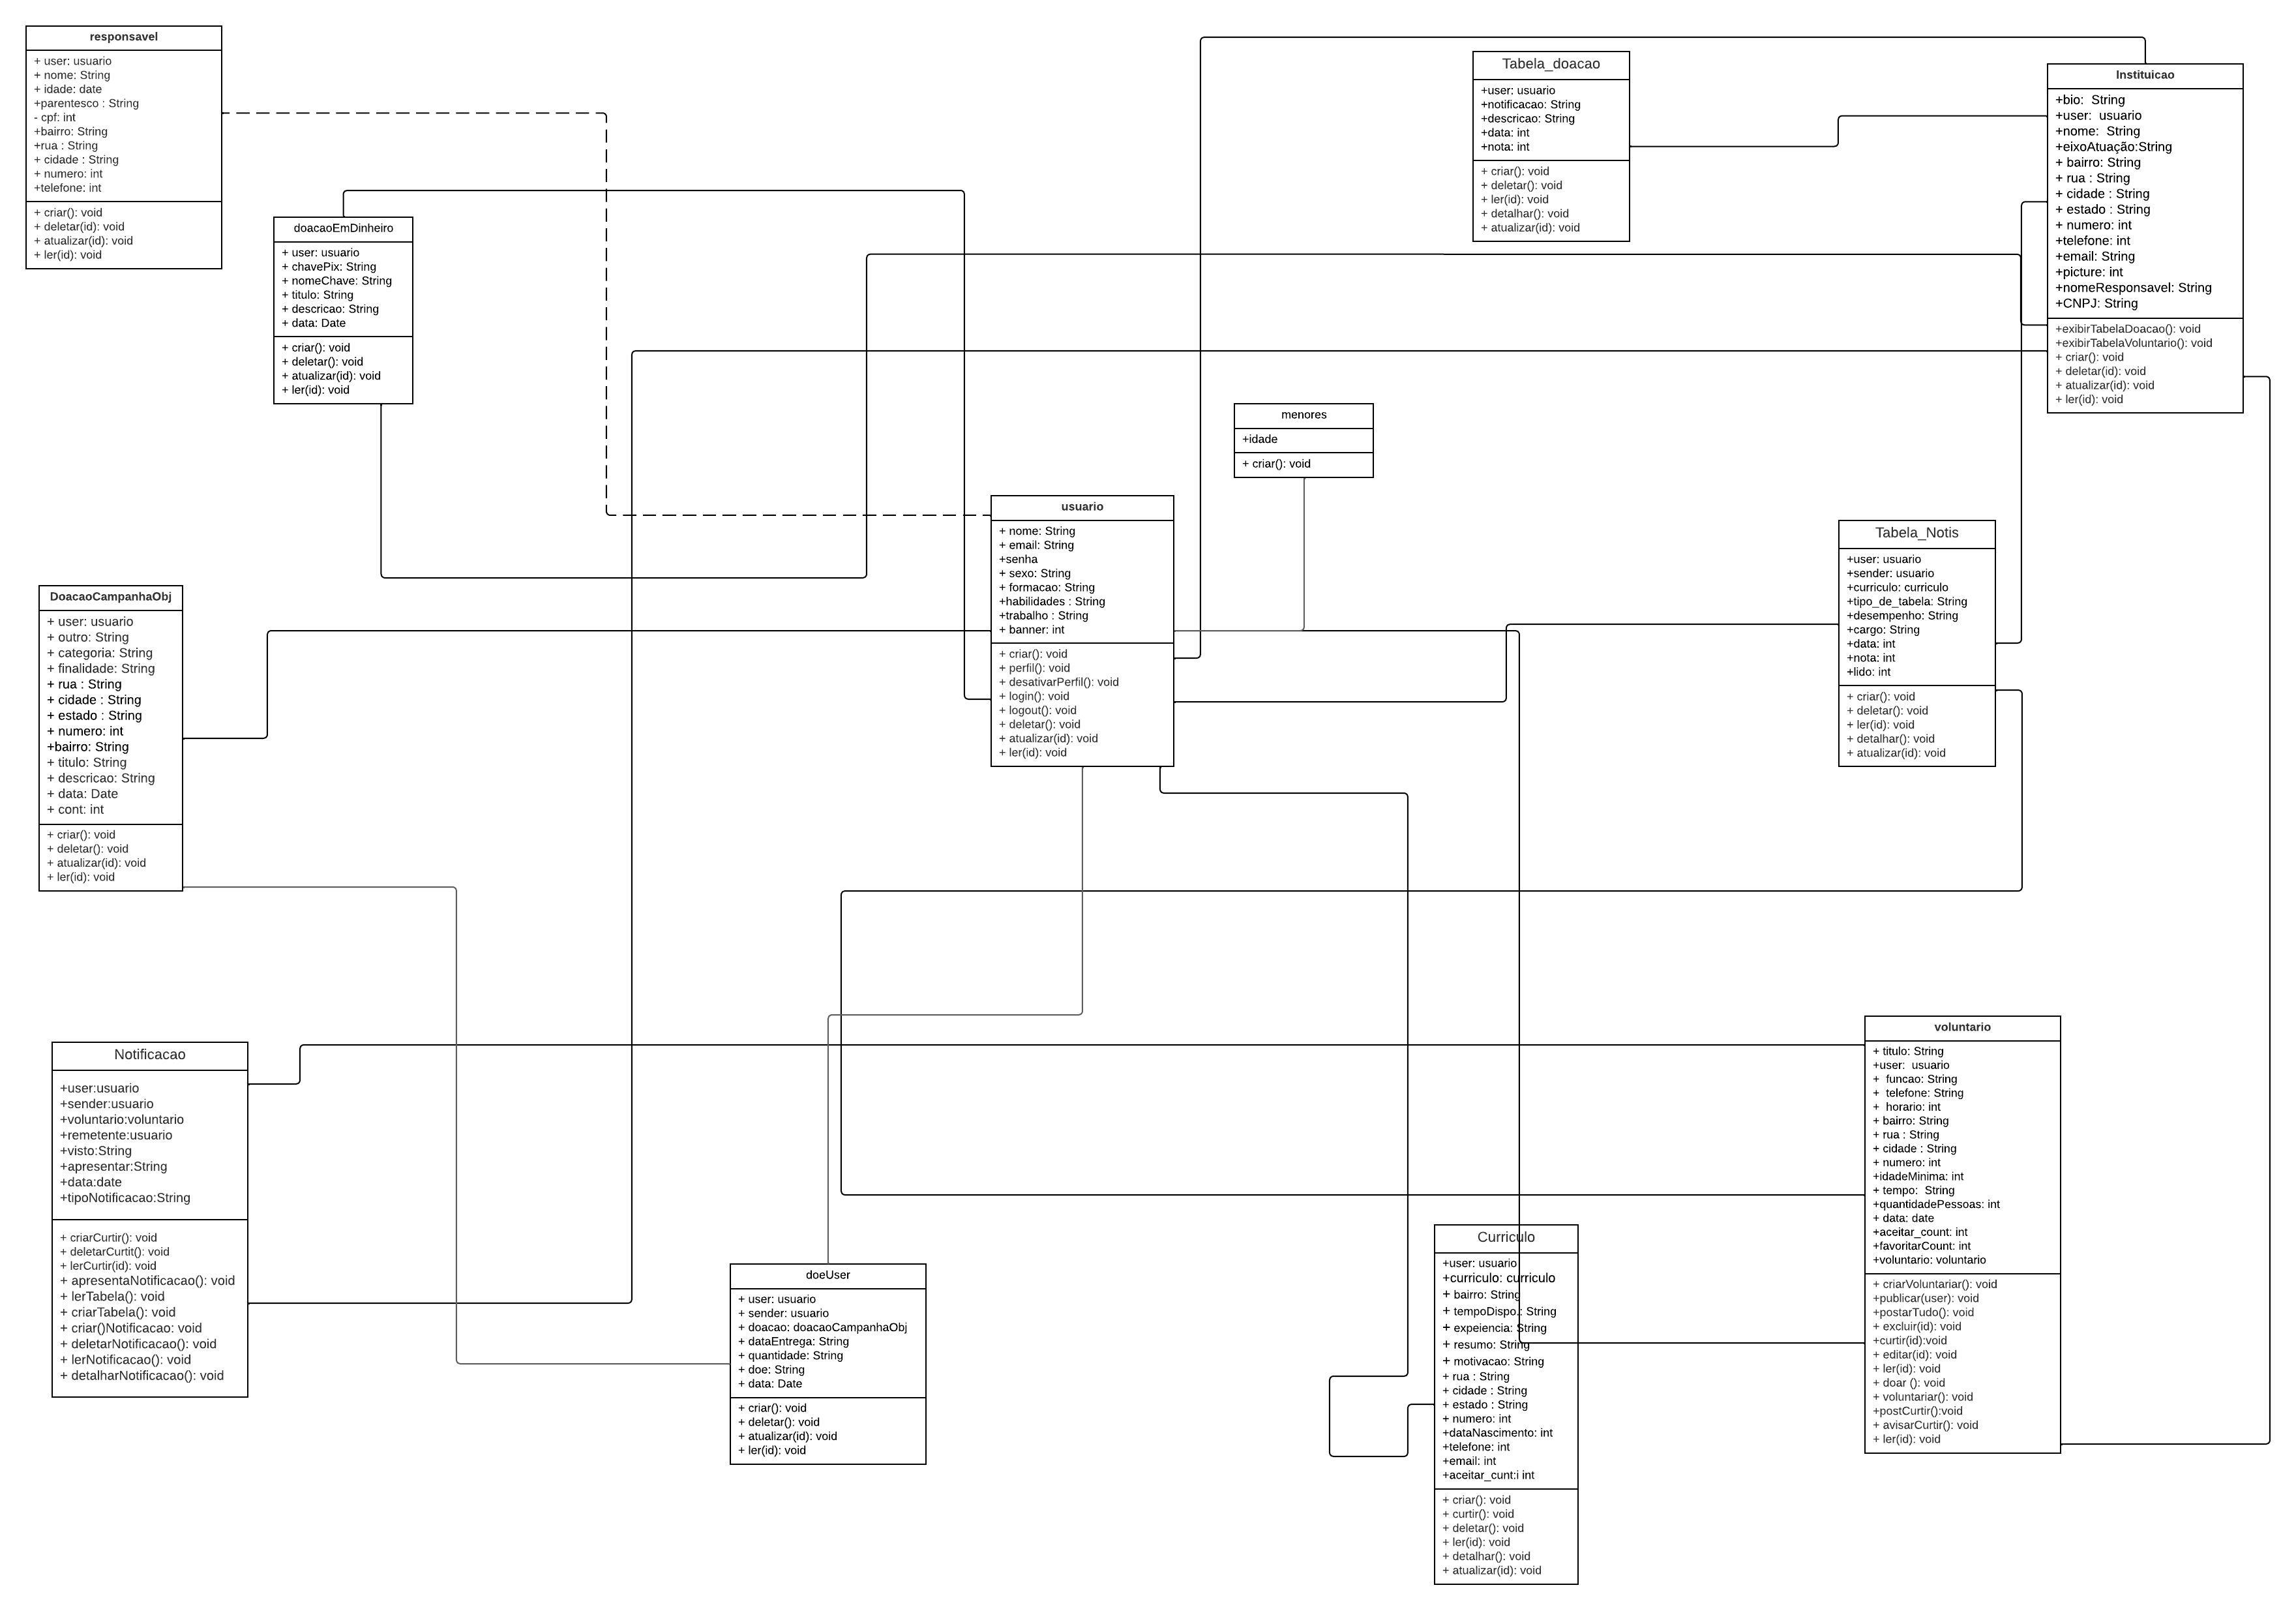 responsavel
+ user: usuario
+ nome: String
+ idade: date
+parentesco : String
- cpf: int
+bairro: String
+rua : String
+ cidade : String
+ numero: int
+telefone: int
+ criar(): void
+ deletar(id): void
+ atualizar(id): void
+ ler(id): void
doacaoEmDinheiro
+ user: usuario
+ chavePix: String
+ nomeChave: String
+ titulo: String
+ descricao: String
+ data: Date
+ criar(): void
+ deletar(): void
+ atualizar(id): void
+ ler(id): void
Tabela_doacao
+user: usuario
+notificacao: String
+descricao: String
+data: int
+nota: int
+ criar(): void
+ deletar(): void
+ ler(id): void
+ detalhar(): void
+ atualizar(id): void
Instituicao
+bio:  String
+user:  usuario
+nome:  String
+eixoAtuação:String
+ bairro: String
+ rua : String
+ cidade : String
+ estado : String
+ numero: int
+telefone: int
+email: String
+picture: int
+nomeResponsavel: String
+CNPJ: String
+exibirTabelaDoacao(): void
+exibirTabelaVoluntario(): void
+ criar(): void
+ deletar(id): void
+ atualizar(id): void
+ ler(id): void
menores
+idade
+ criar(): void
usuario
+ nome: String
+ email: String
+senha
+ sexo: String
+ formacao: String
+habilidades : String
+trabalho : String
+ banner: int
+ criar(): void
+ perfil(): void
+ desativarPerfil(): void
+ login(): void
+ logout(): void
+ deletar(): void
+ atualizar(id): void
+ ler(id): void
Tabela_Notis
+user: usuario
+sender: usuario
+curriculo: curriculo
+tipo_de_tabela: String
+desempenho: String
+cargo: String
+data: int
+nota: int
+lido: int
+ criar(): void
+ deletar(): void
+ ler(id): void
+ detalhar(): void
+ atualizar(id): void
DoacaoCampanhaObj
+ user: usuario
+ outro: String
+ categoria: String
+ finalidade: String
+ rua : String
+ cidade : String
+ estado : String
+ numero: int
+bairro: String
+ titulo: String
+ descricao: String
+ data: Date
+ cont: int
+ criar(): void
+ deletar(): void
+ atualizar(id): void
+ ler(id): void
Notificacao
+user:usuario
+sender:usuario
+voluntario:voluntario
+remetente:usuario
+visto:String
+apresentar:String
+data:date
+tipoNotificacao:String
+ criarCurtir(): void
+ deletarCurtit(): void
+ lerCurtir(id): void
+ apresentaNotificacao(): void
+ lerTabela(): void
+ criarTabela(): void
+ criar()Notificacao: void
+ deletarNotificacao(): void
+ lerNotificacao(): void
+ detalharNotificacao(): void
doeUser
+ user: usuario
+ sender: usuario
+ doacao: doacaoCampanhaObj
+ dataEntrega: String
+ quantidade: String
+ doe: String
+ data: Date
+ criar(): void
+ deletar(): void
+ atualizar(id): void
+ ler(id): void
Curriculo
+user: usuario
+curriculo: curriculo
+ bairro: String
+ tempoDispo.: String
+ expeiencia: String
+ resumo: String
+ motivacao: String
+ rua : String
+ cidade : String
+ estado : String
+ numero: int
+dataNascimento: int
+telefone: int
+email: int
+aceitar_cunt:i int
+ criar(): void
+ curtir(): void
+ deletar(): void
+ ler(id): void
+ detalhar(): void
+ atualizar(id): void
voluntario
+ titulo: String
+user:  usuario
+  funcao: String
+  telefone: String
+  horario: int
+ bairro: String
+ rua : String
+ cidade : String
+ numero: int
+idadeMinima: int
+ tempo:  String
+quantidadePessoas: int
+ data: date
+aceitar_count: int
+favoritarCount: int
+voluntario: voluntario
+ criarVoluntariar(): void
+publicar(user): void
+postarTudo(): void
+ excluir(id): void
+curtir(id):void
+ editar(id): void
+ ler(id): void
+ doar (): void
+ voluntariar(): void
+postCurtir():void
+ avisarCurtir(): void
+ ler(id): void